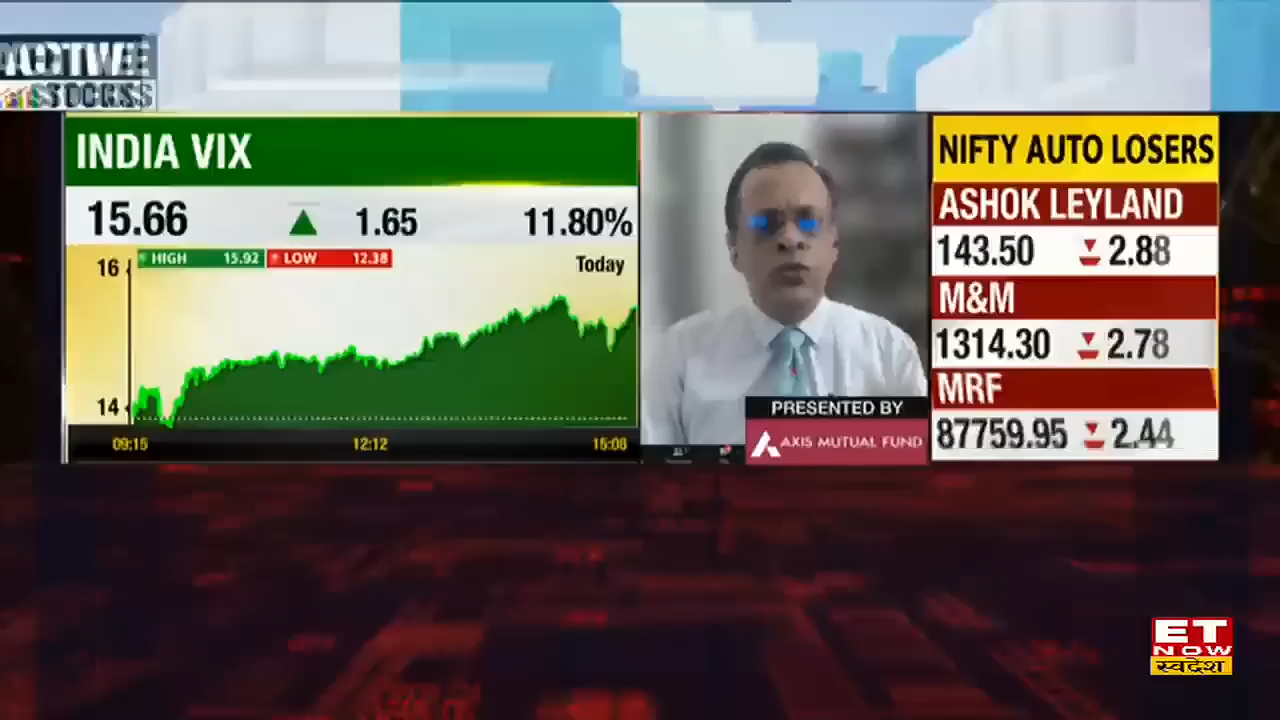 ACTIVE
STOCKS
INDIA VIX
15.66 ▲ 1.65 11.80%
HIGH 15.92 LOW 12.38
Today
16
14
09:15 12:12 15:08
PRESENTED BY
AXIS MUTUAL FUND
NIFTY AUTO LOSERS
ASHOK LEYLAND
143.50 2.88
M&M
1314.30 2.78
MRF
87759.95 2.44
ET
NOW
स्वदेश